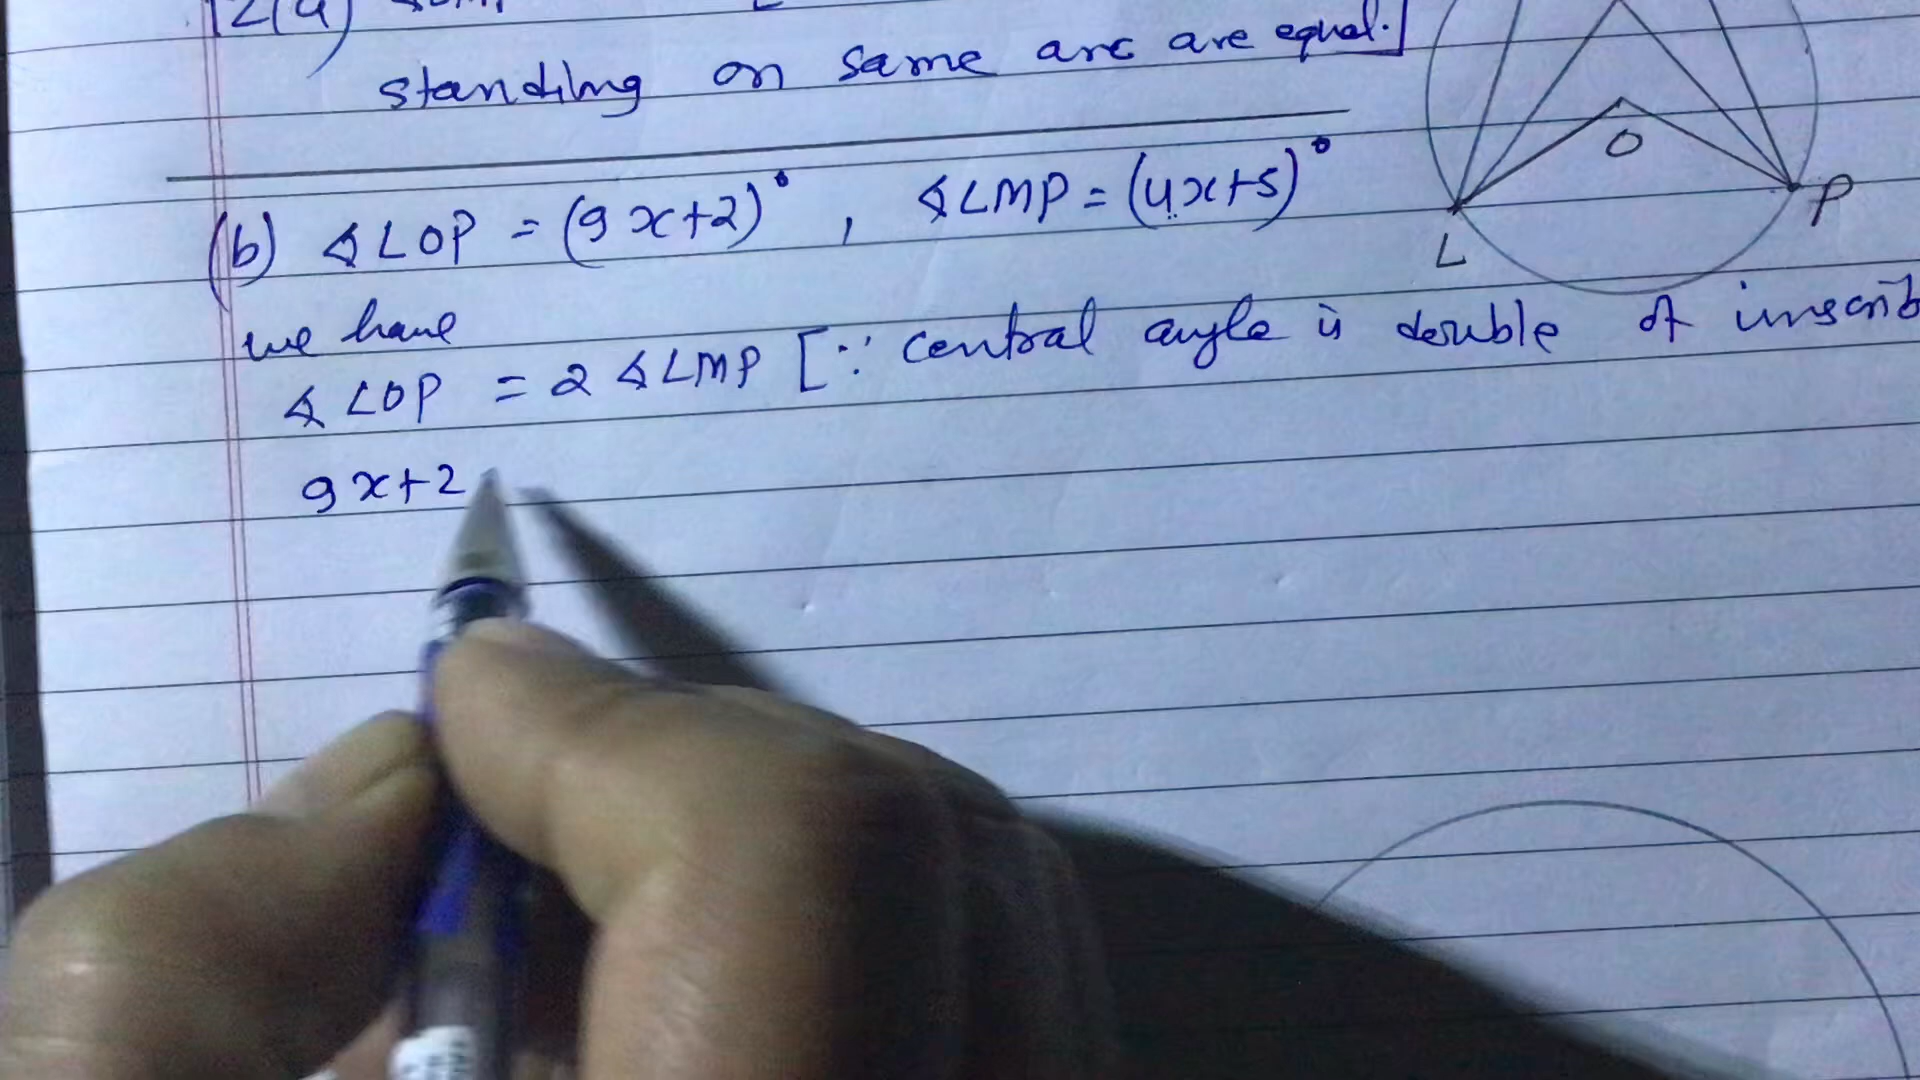 12(a)
standing on same arc are equal.]
(b) ∡LOP = (9x+2)°, ∡LMP = (4x+5)°
we have
∡LOP = 2∡LMP [∵ central angle is double of inscrib
9x+2
O
P
L